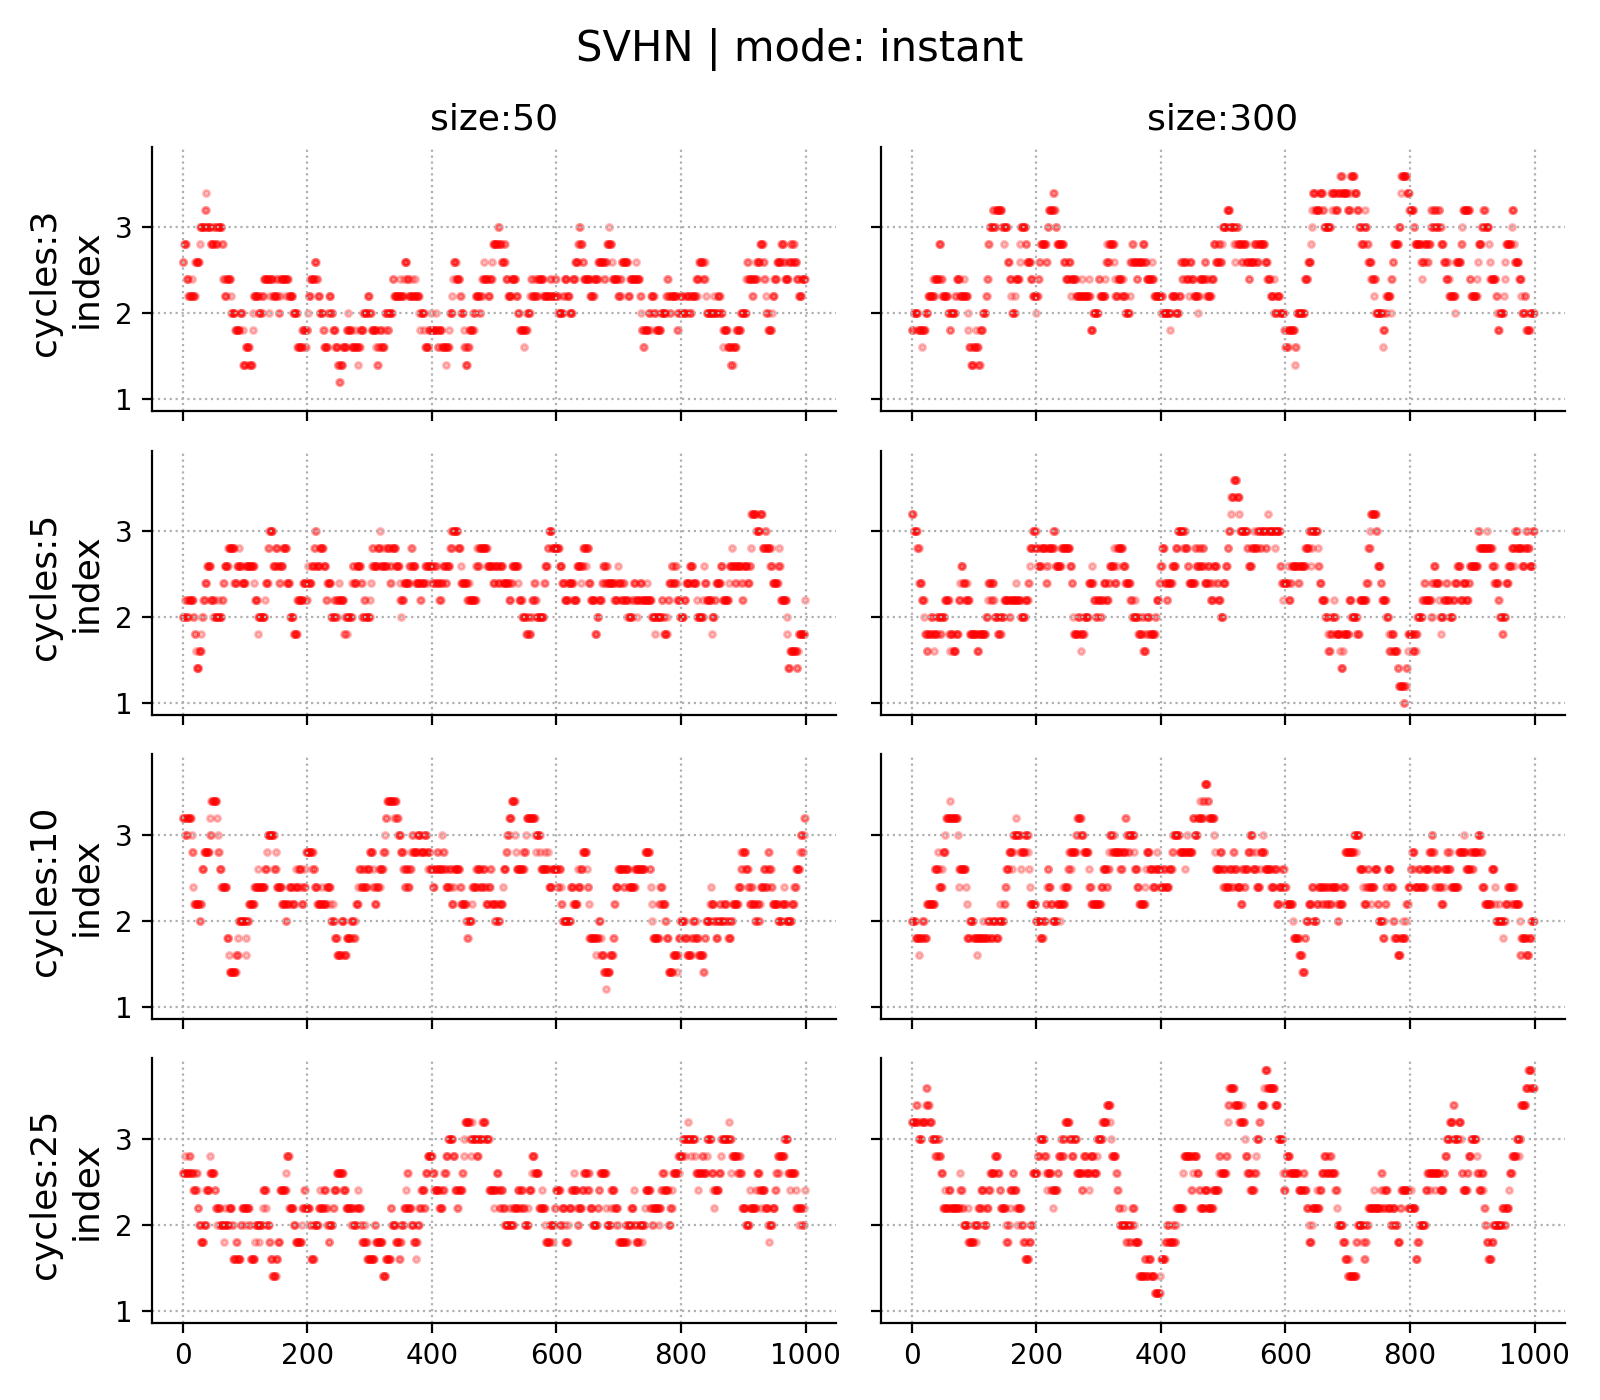 SVHN | mode: instant
size:50
size:300
cycles:3
index
3
2
1
cycles:5
index
3
2
1
cycles:10
index
3
2
1
cycles:25
index
3
2
1
0 200 400 600 800 1000
0 200 400 600 800 1000